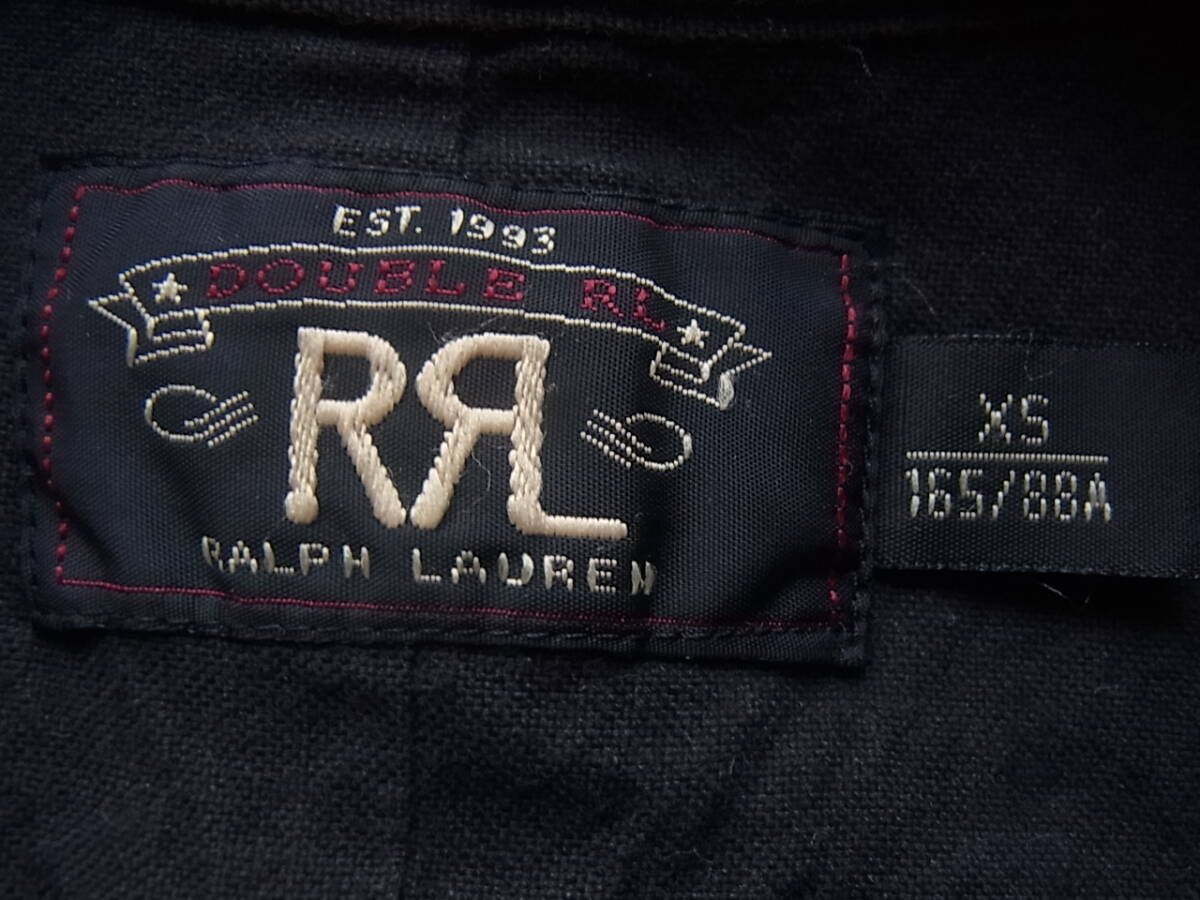 EST. 1993
DOUBLE RL
RRL
RALPH LAUREN
XS
165/88A